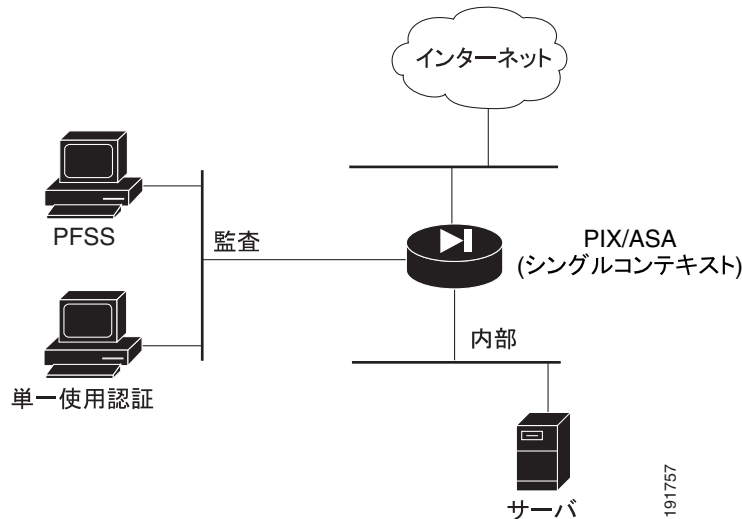 インターネット
PFSS
監査
PIX/ASA
(シングルコンテキスト)
内部
単一使用認証
サーバ
191757